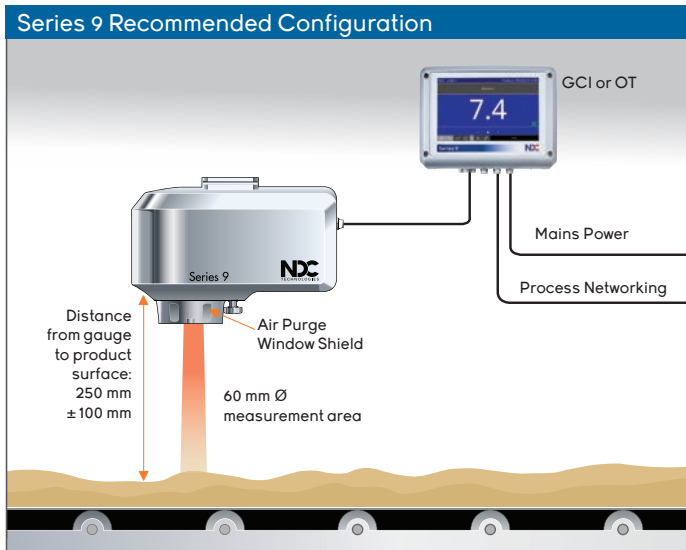 Series 9 Recommended Configuration
GCI or OT
7.4
Series 9
NDC
Mains Power
Process Networking
Series 9
NDC
TECHNOLOGIES
Distance
from gauge
to product
surface:
250 mm
± 100 mm
Air Purge
Window Shield
60 mm Ø
measurement area